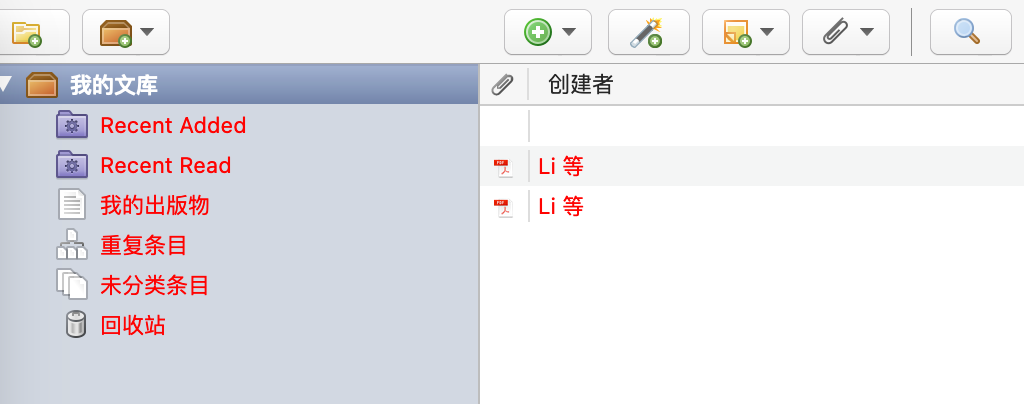 我的文库
创建者
Recent Added
Recent Read
Li 等
我的出版物
Li 等
重复条目
未分类条目
回收站